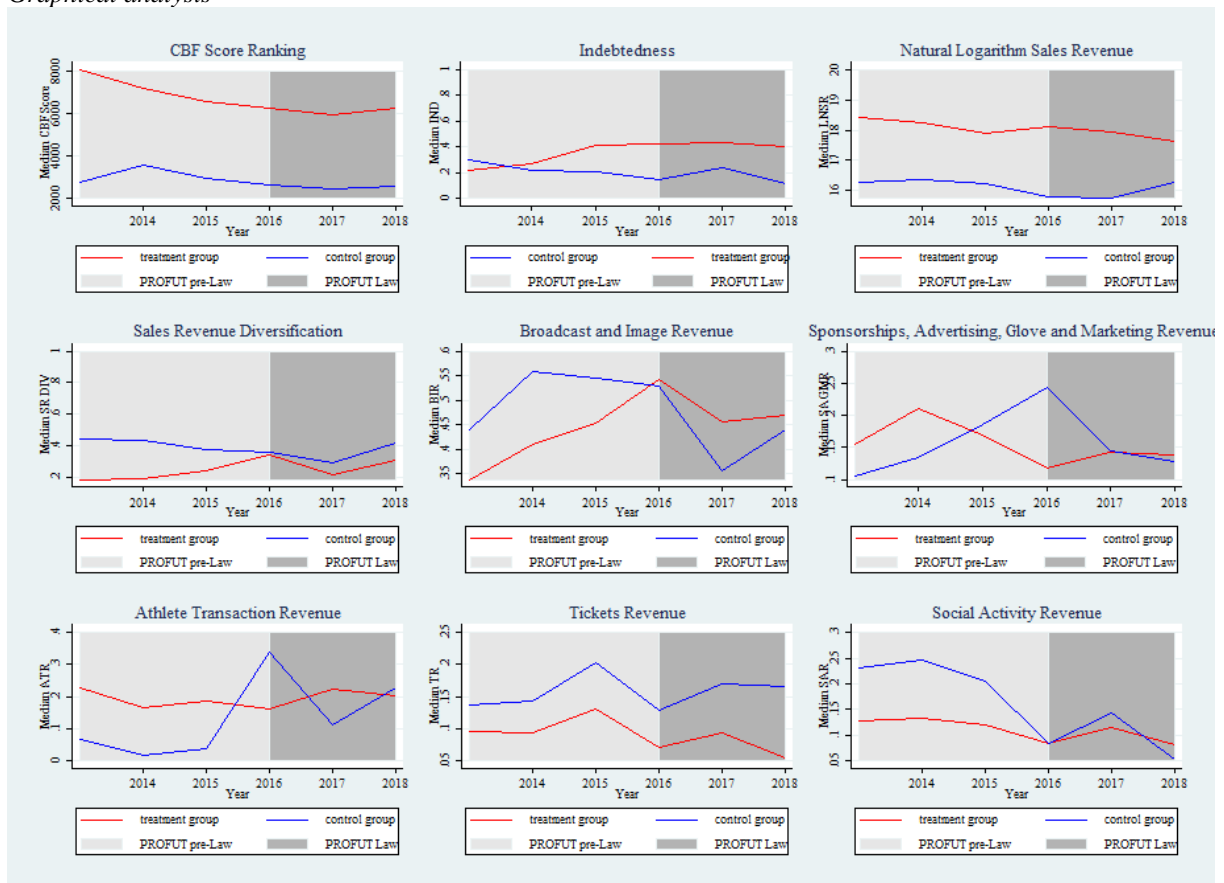 Graphical analysis
CBF Score Ranking
Median CBF Score
2000 4000 6000 8000
2014 2015 2016 2017 2018
Year
treatment group control group
PROFUT pre-Law PROFUT Law
Indebtedness
Median IND
0 .2 .4 .6 .8 1
2014 2015 2016 2017 2018
Year
control group treatment group
PROFUT pre-Law PROFUT Law
Natural Logarithm Sales Revenue
Median LNSR
16 17 18 19 20
2014 2015 2016 2017 2018
Year
treatment group control group
PROFUT pre-Law PROFUT Law
Sales Revenue Diversification
Median SR DIV
.2 .4 .6 .8 1
2014 2015 2016 2017 2018
Year
treatment group control group
PROFUT pre-Law PROFUT Law
Broadcast and Image Revenue
Median BIR
.35 .4 .45 .5 .55 .6
2014 2015 2016 2017 2018
Year
treatment group control group
PROFUT pre-Law PROFUT Law
Sponsorships, Advertising, Glove and Marketing Revenue
Median SAGMR
.1 .15 .2 .25 .3
2014 2015 2016 2017 2018
Year
treatment group control group
PROFUT pre-Law PROFUT Law
Athlete Transaction Revenue
Median ATR
0 .1 .2 .3 .4
2014 2015 2016 2017 2018
Year
treatment group control group
PROFUT pre-Law PROFUT Law
Tickets Revenue
Median TR
.05 .1 .15 .2 .25
2014 2015 2016 2017 2018
Year
treatment group control group
PROFUT pre-Law PROFUT Law
Social Activity Revenue
Median SAR
.05 .1 .15 .2 .25 .3
2014 2015 2016 2017 2018
Year
treatment group control group
PROFUT pre-Law PROFUT Law